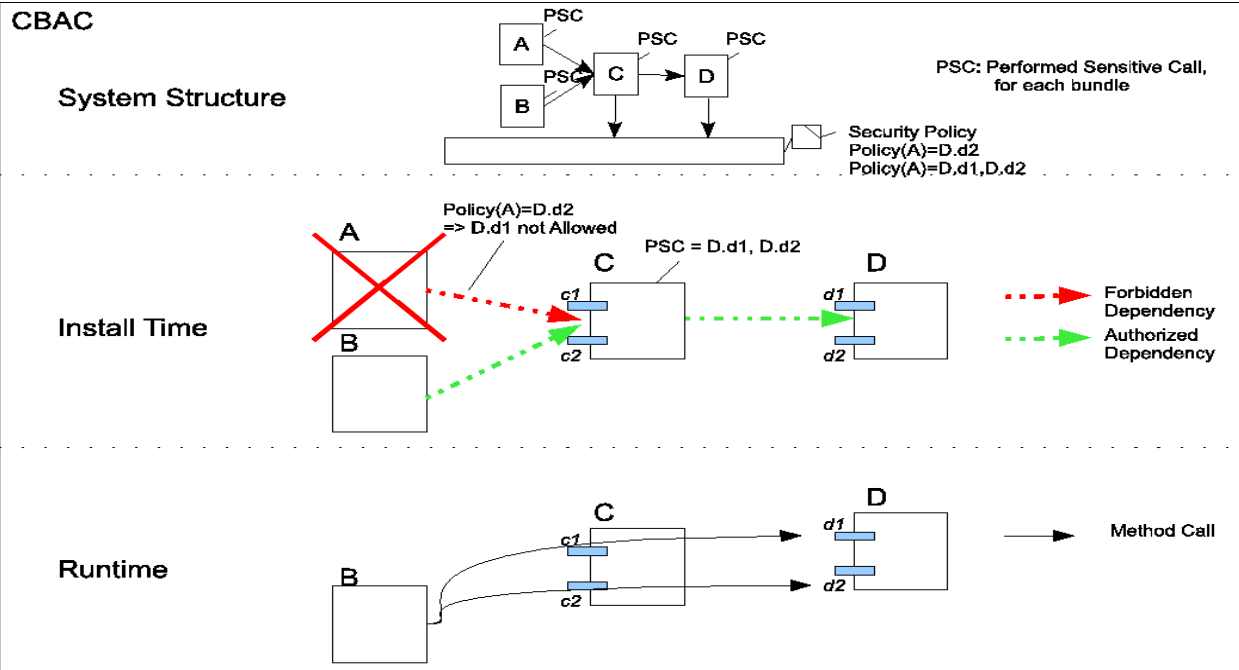 CBAC
PSC
A
PSC
PSC
PSC
C
D
B
System Structure
PSC: Performed Sensitive Call,
for each bundle
Security Policy
Policy(A)=D.d2
Policy(A)=D.d1,D.d2
Policy(A)=D.d2
=> D.d1 not Allowed
A
PSC = D.d1, D.d2
C
D
c1
d1
Install Time
B
c2
d2
Forbidden
Dependency
Authorized
Dependency
C
D
c1
d1
Method Call
Runtime
B
c2
d2